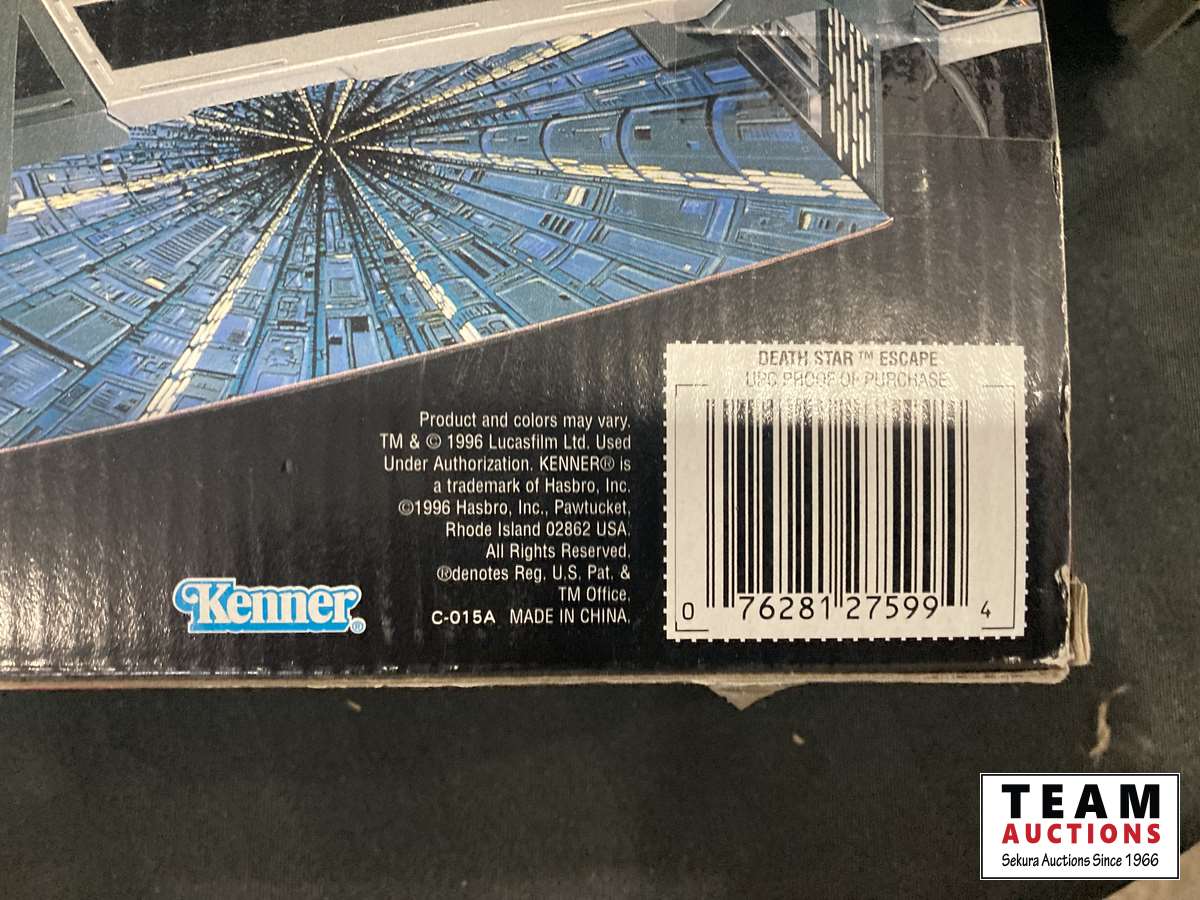 Product and colors may vary.
TM & © 1996 Lucasfilm Ltd. Used
Under Authorization. KENNER® is
a trademark of Hasbro, Inc.
©1996 Hasbro, Inc., Pawtucket,
Rhode Island 02862 USA.
All Rights Reserved.
®denotes Reg. U.S. Pat. &
TM Office.
C-015A MADE IN CHINA.
Kenner®
DEATH STAR™ ESCAPE
UPC PROOF OF PURCHASE
0 76281 27599 4
TEAM
AUCTIONS
Sekura Auctions Since 1966